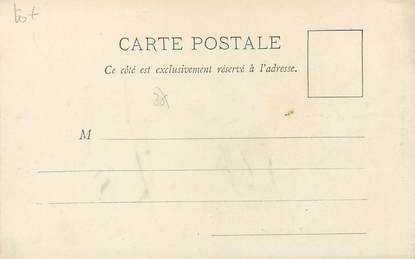 CARTE POSTALE
Ce côté est exclusivement réservé à l'adresse.
M